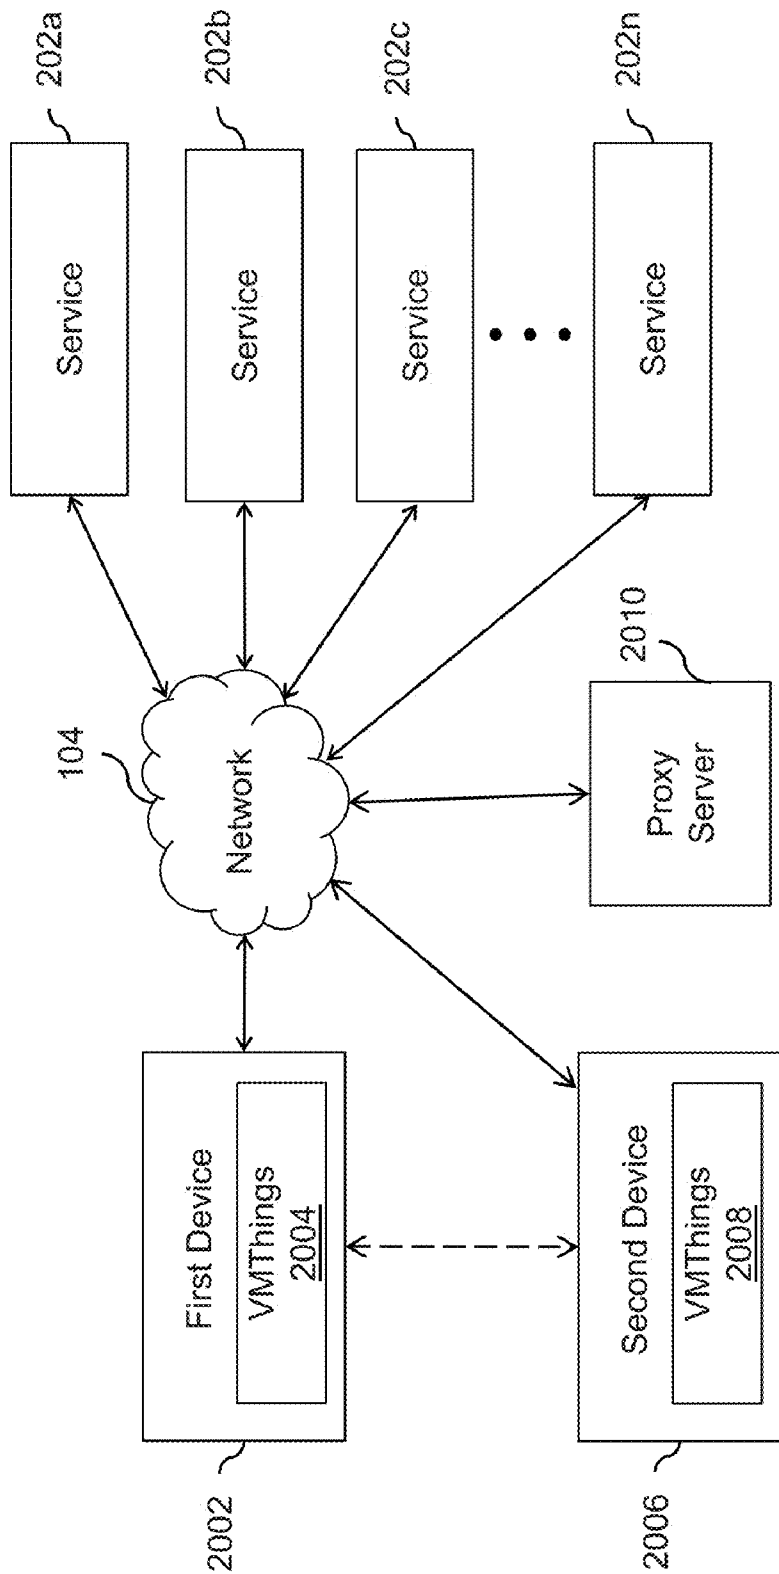 202a
Service
202b
Service
202c
Service
202n
Service
104
Network
2010
Proxy
Server
First Device
VMThings
2004
2002
Second Device
VMThings
2008
2006